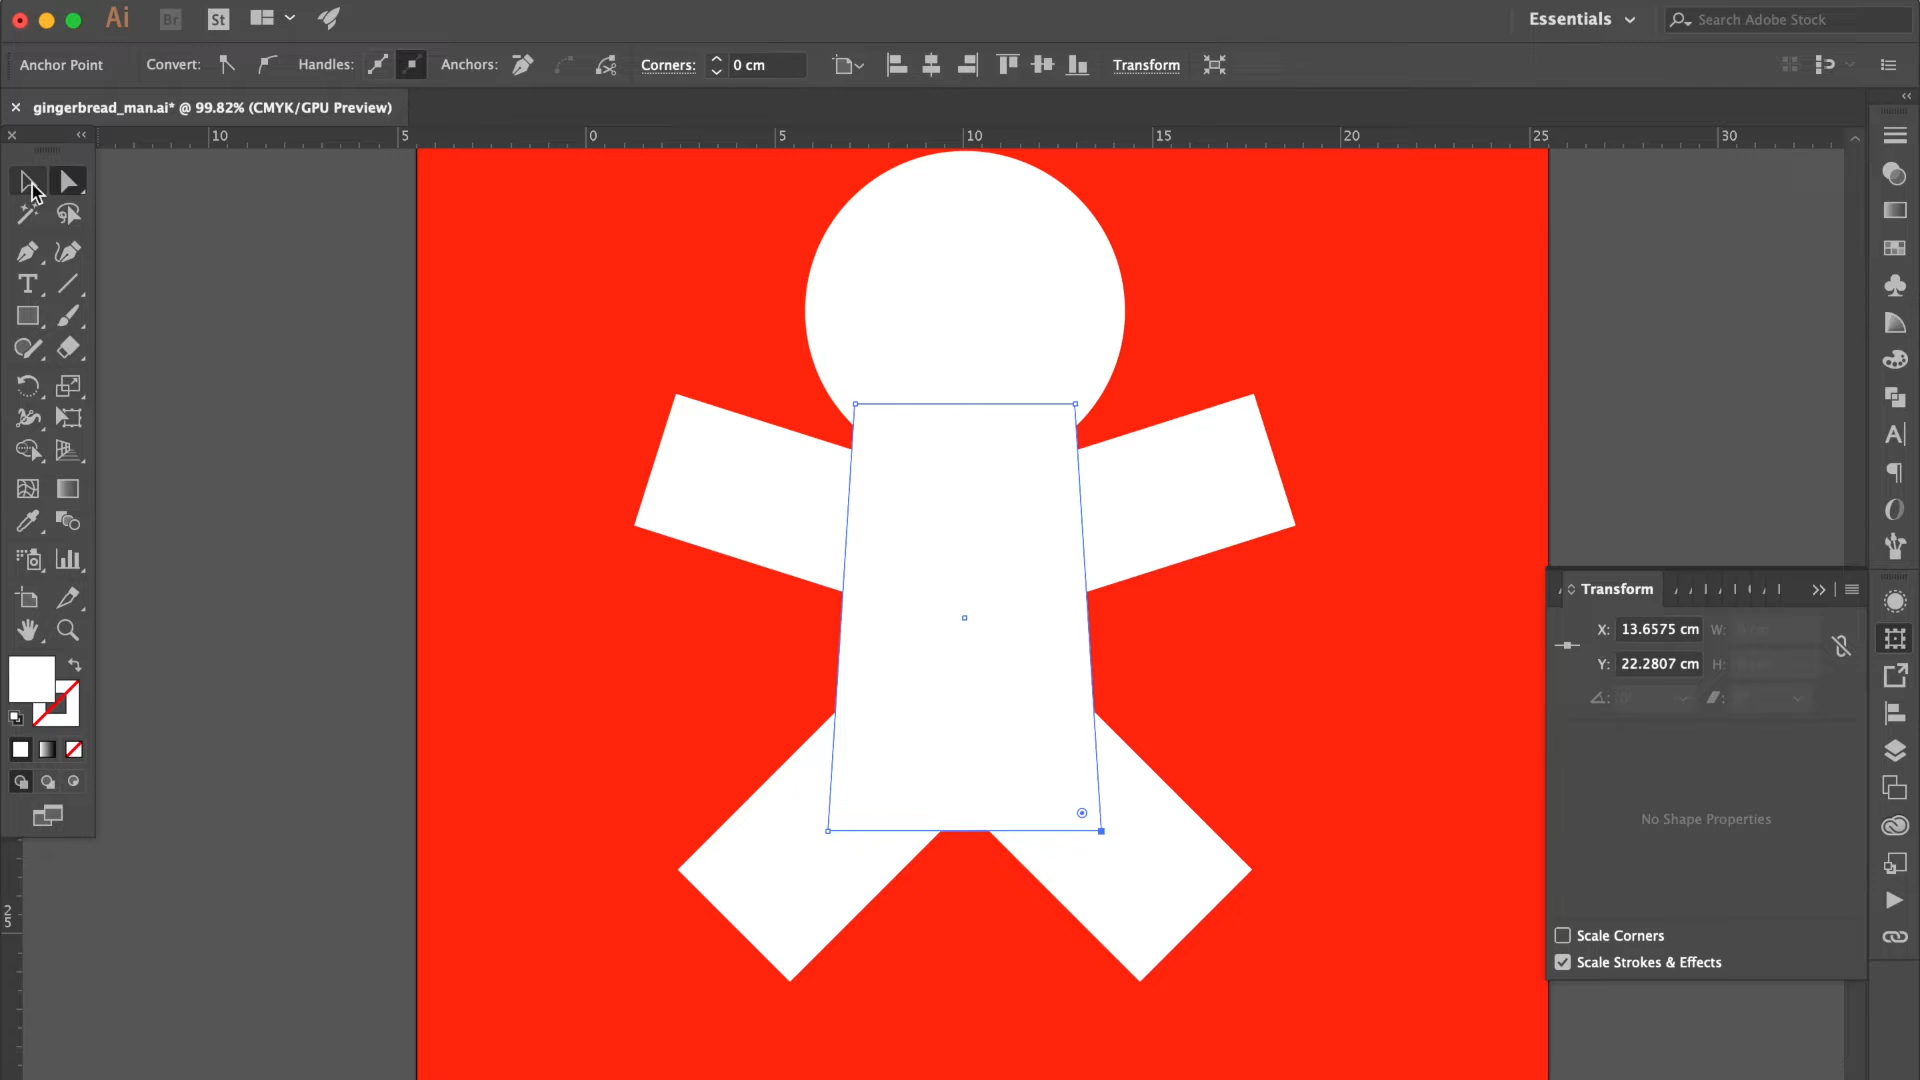 Ai Br St Essentials Search Adobe Stock
Anchor Point Convert: Handles: Anchors: Corners: 0 cm Transform
gingerbread_man.ai* @ 99.82% (CMYK/GPU Preview)
10 5 0 5 10 15 20 25 30
Transform
X: 13.6575 cm W:
Y: 22.2807 cm H:
No Shape Properties
25
Scale Corners
Scale Strokes & Effects